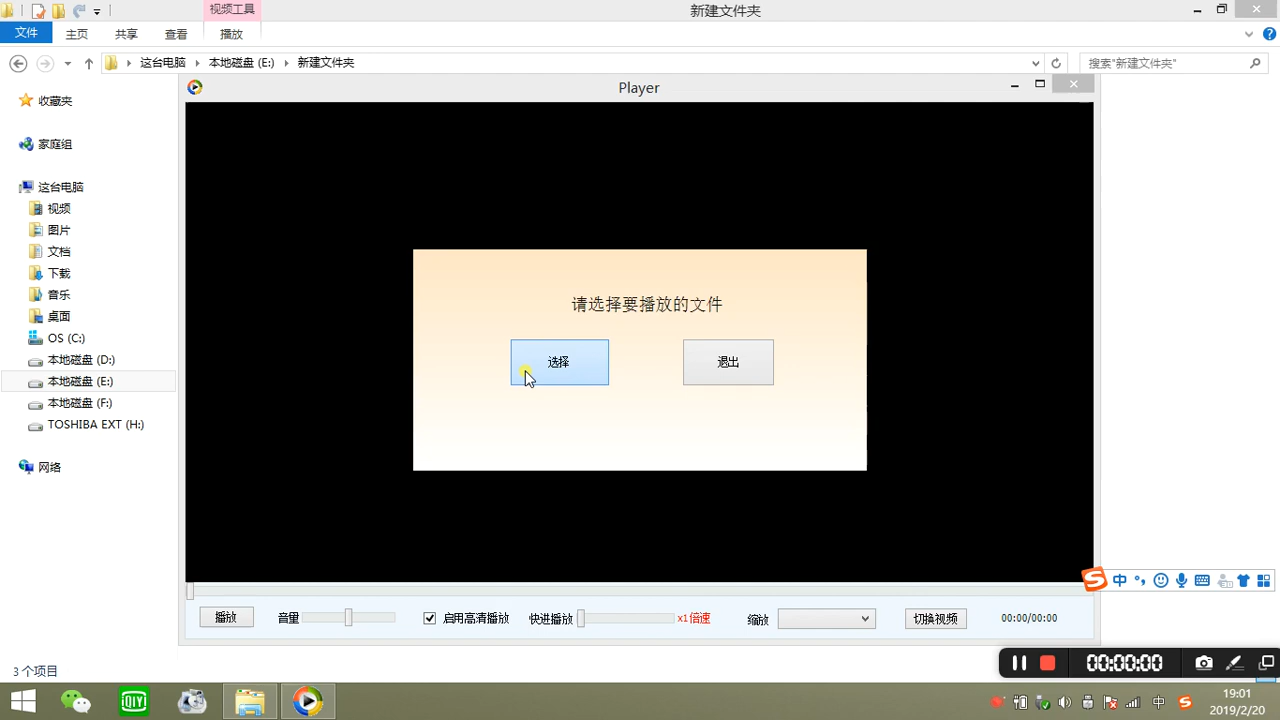 视频工具
新建文件夹
文件
主页
共享
查看
播放
这台电脑
本地磁盘 (E:)
新建文件夹
搜索"新建文件夹"
收藏夹
家庭组
这台电脑
视频
图片
文档
下载
音乐
桌面
OS (C:)
本地磁盘 (D:)
本地磁盘 (E:)
本地磁盘 (F:)
TOSHIBA EXT (H:)
网络
Player
请选择要播放的文件
选择
退出
播放
音量
启用高清播放
快进播放
x1倍速
缩放
切换视频
00:00/00:00
中
3 个项目
00:00:00
QIYI
中
19:01
2019/2/20